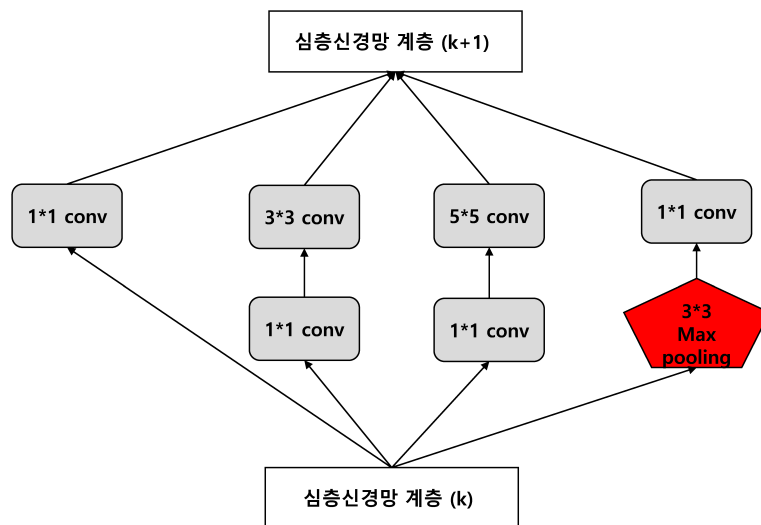 심층신경망 계층 (k+1)
1*1 conv
3*3 conv
5*5 conv
1*1 conv
1*1 conv
1*1 conv
3*3
Max
pooling
심층신경망 계층 (k)